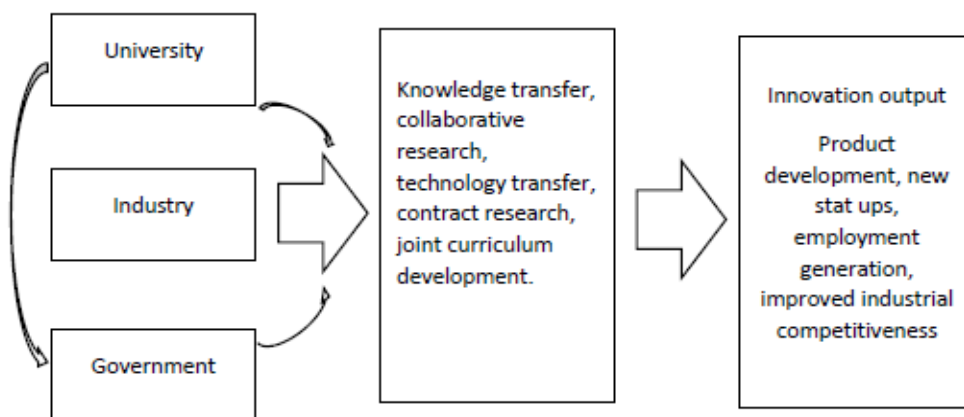 University
Industry
Government
Knowledge transfer,
collaborative
research,
technology transfer,
contract research,
joint curriculum
development.
Innovation output
Product
development, new
stat ups,
employment
generation,
improved industrial
competitiveness